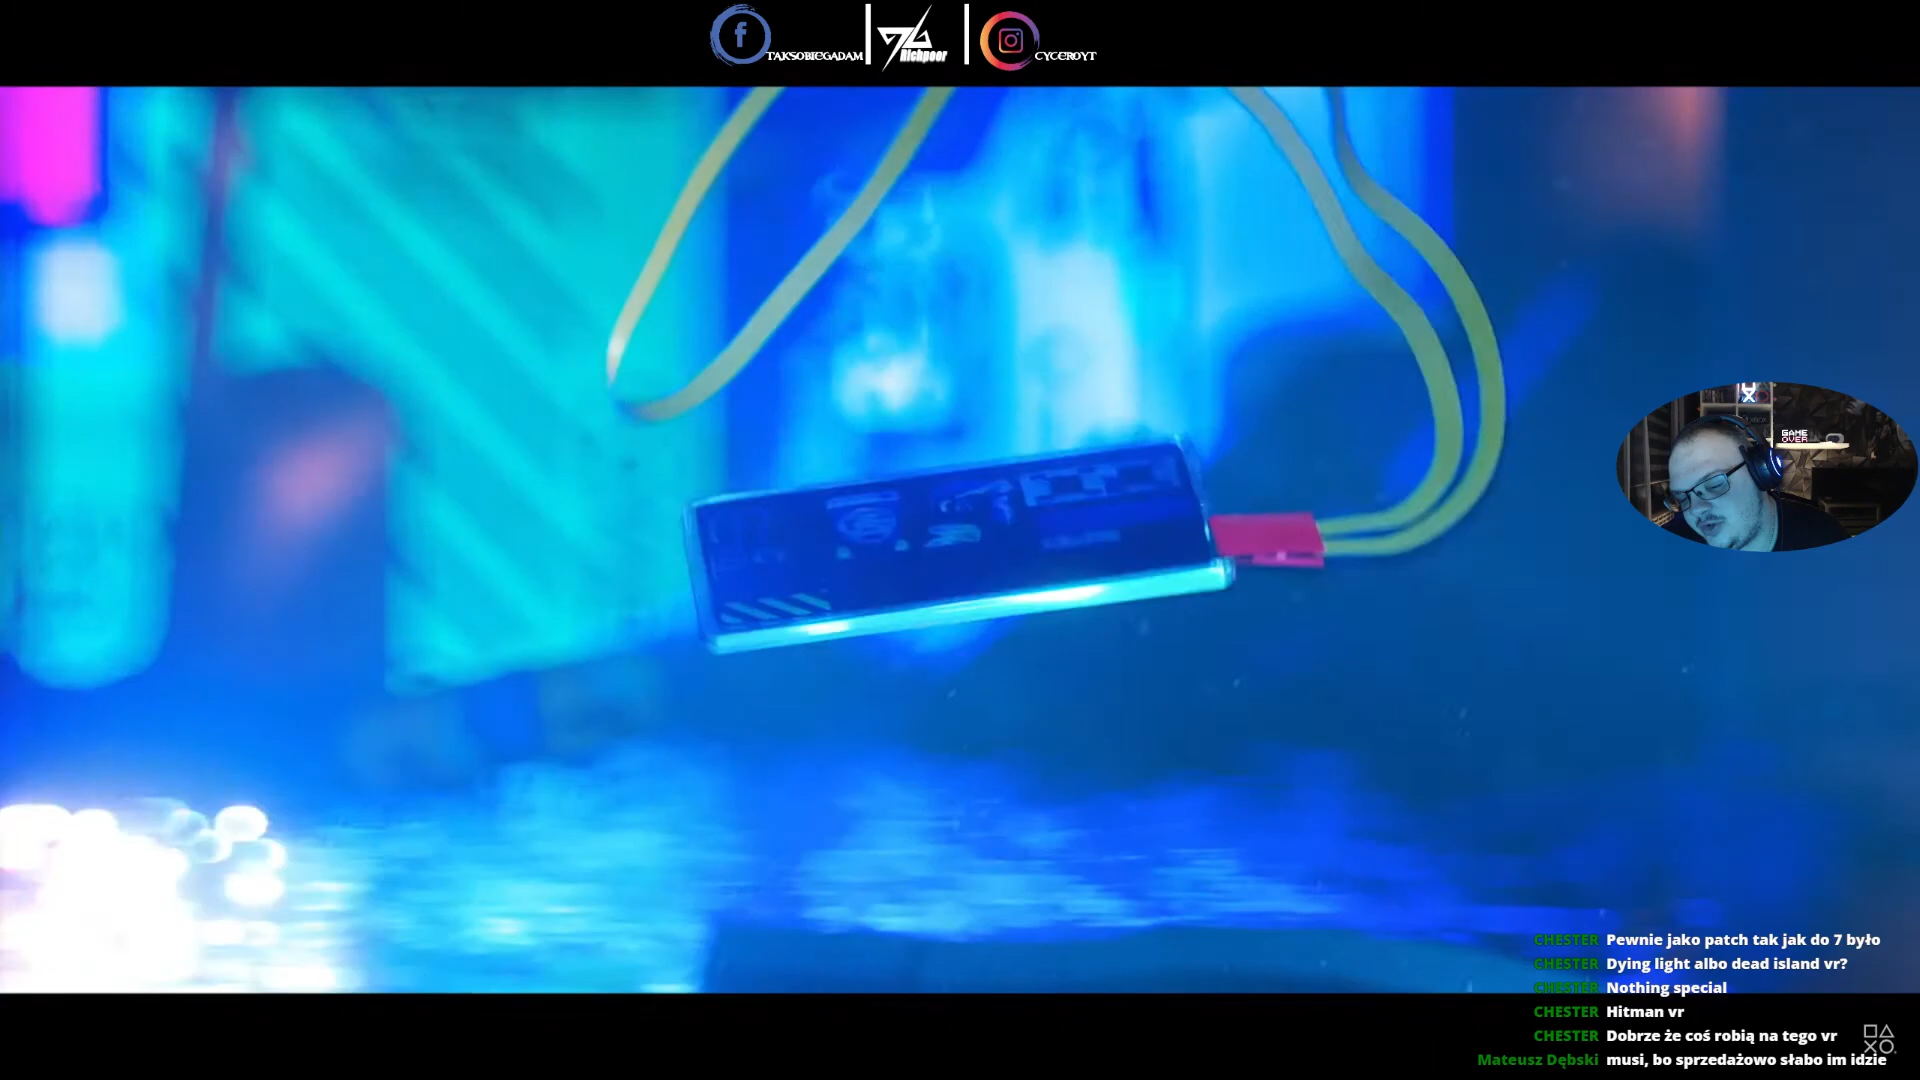 TAKSOBIEGADAM
Richpoor
CYCEROYT
GAME
OVER
CHESTER Pewnie jako patch tak jak do 7 było
CHESTER Dying light albo dead island vr?
CHESTER Nothing special
CHESTER Hitman vr
CHESTER Dobrze że coś robią na tego vr
Mateusz Dębski musi, bo sprzedażowo słabo im idzie